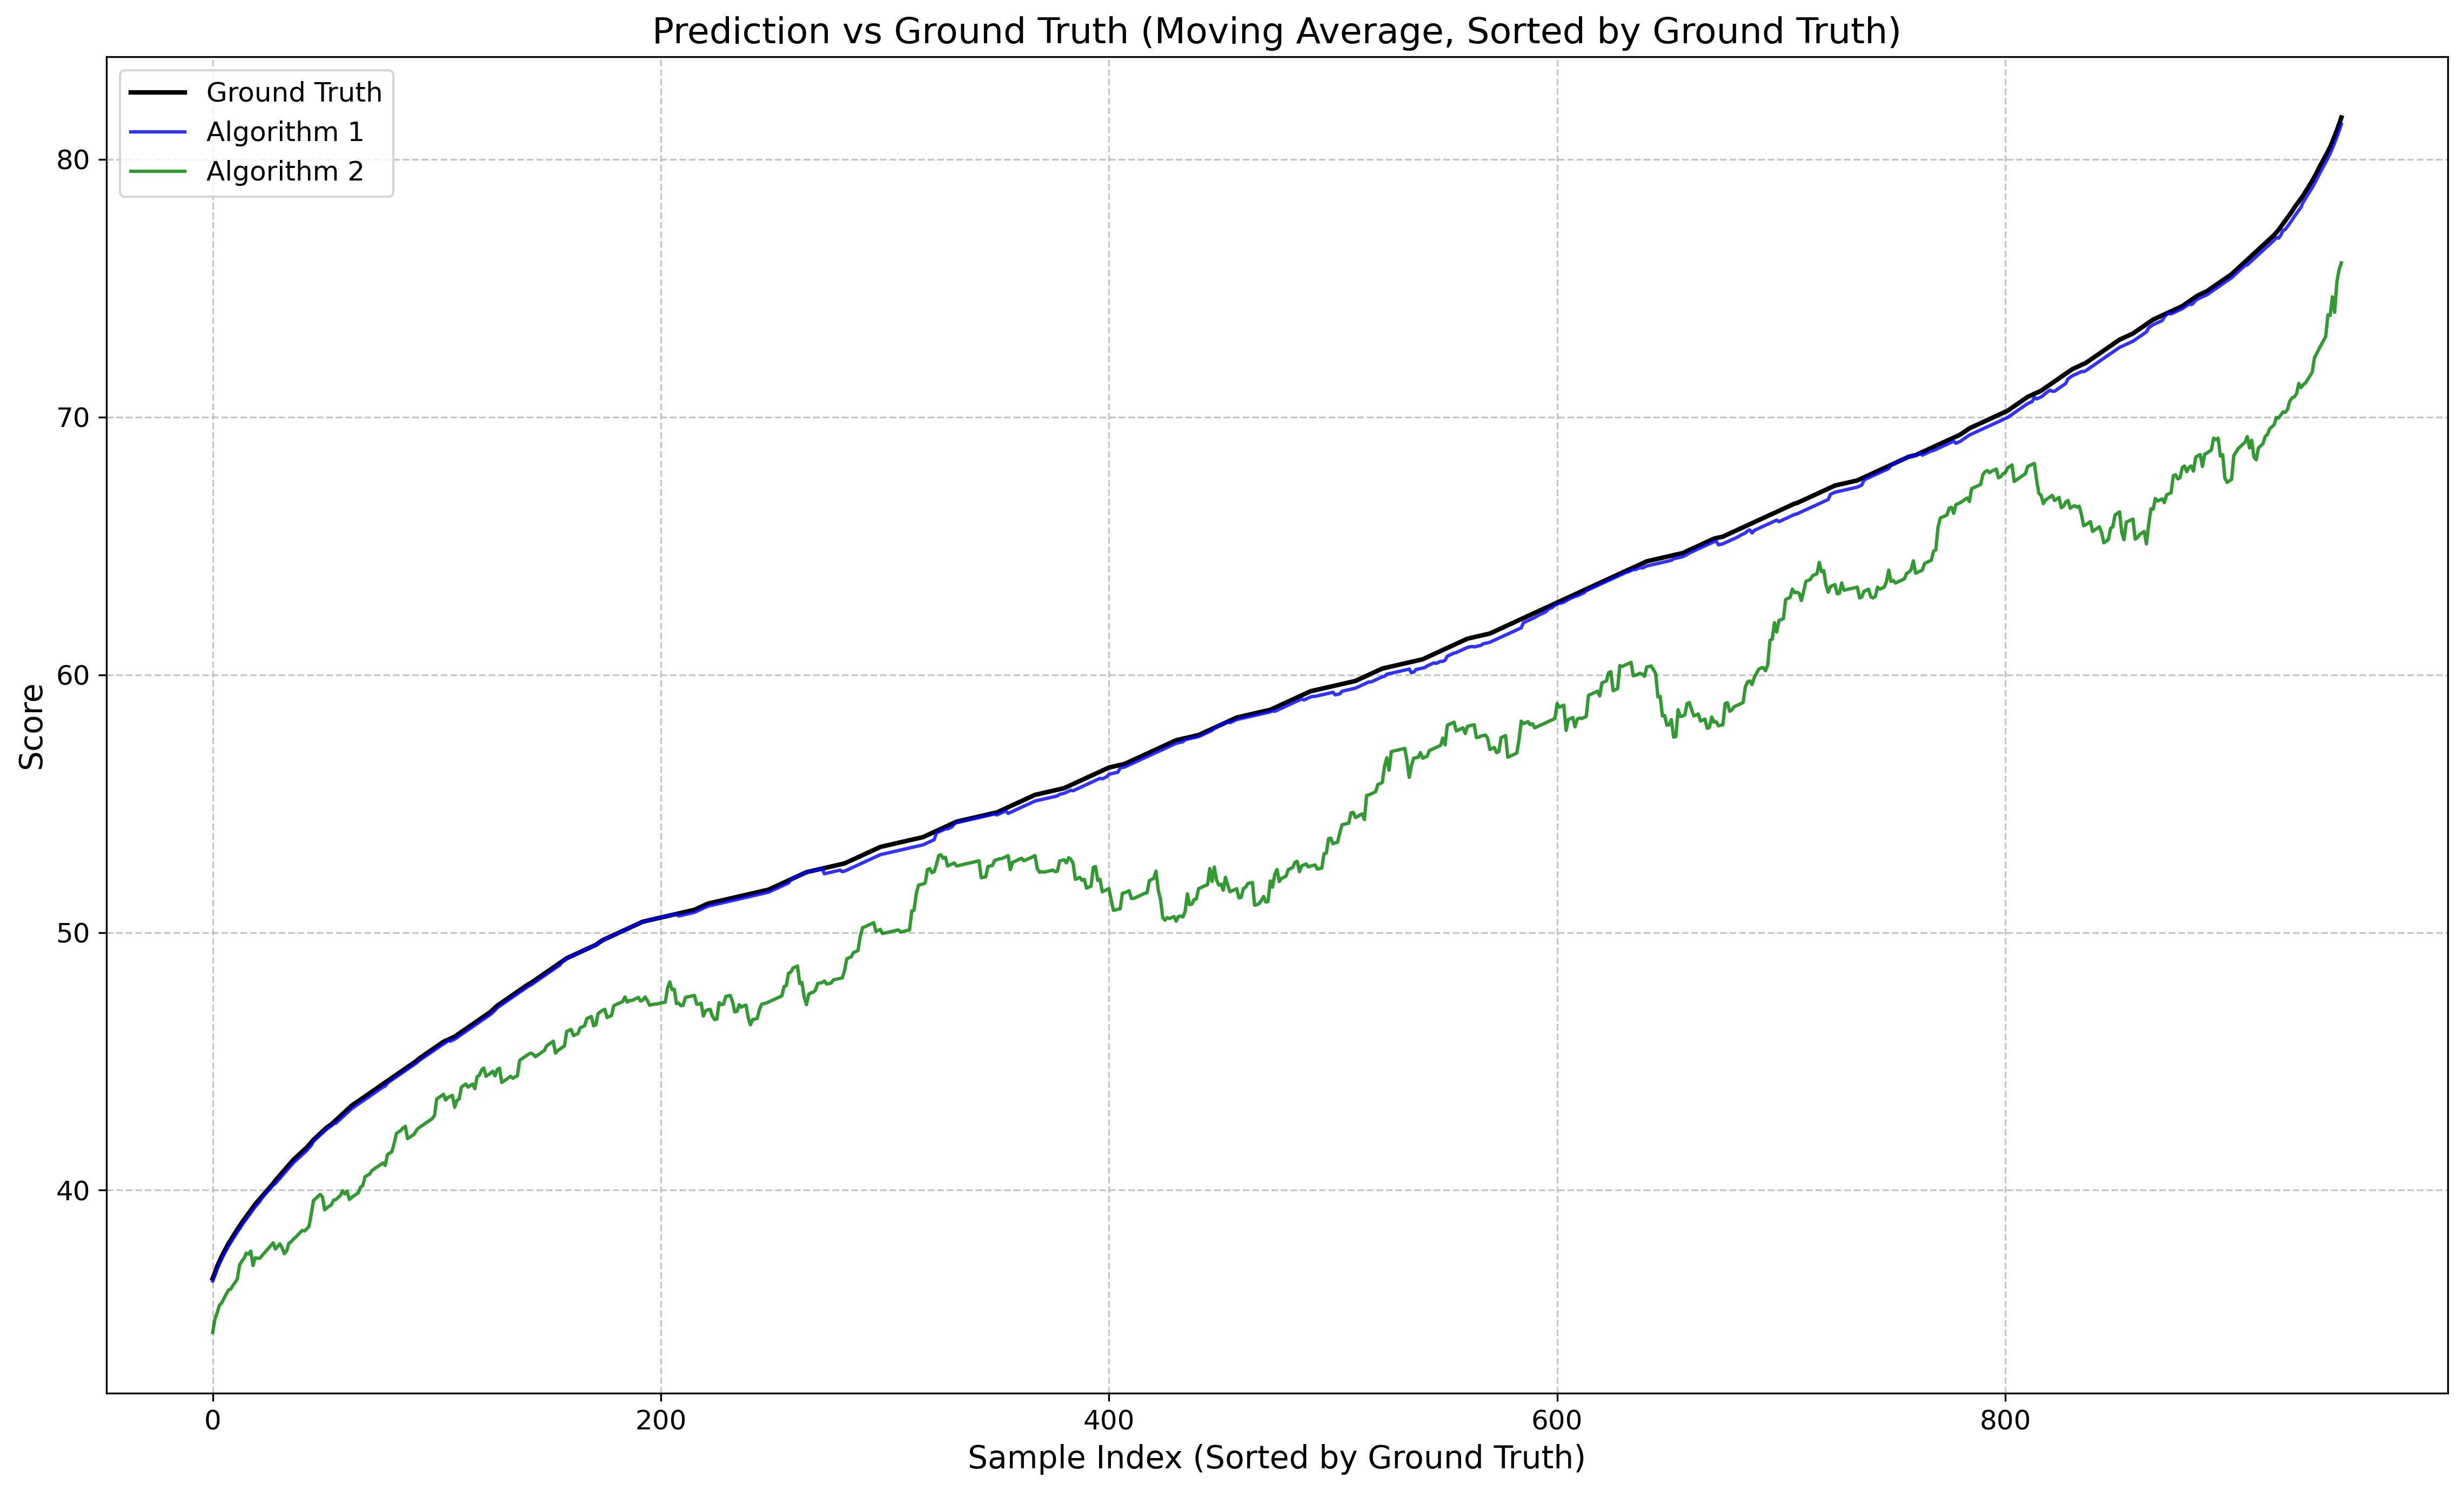 Prediction vs Ground Truth (Moving Average, Sorted by Ground Truth)
Ground Truth
Algorithm 1
Algorithm 2
80
70
60
50
40
Score
0 200 400 600 800
Sample Index (Sorted by Ground Truth)